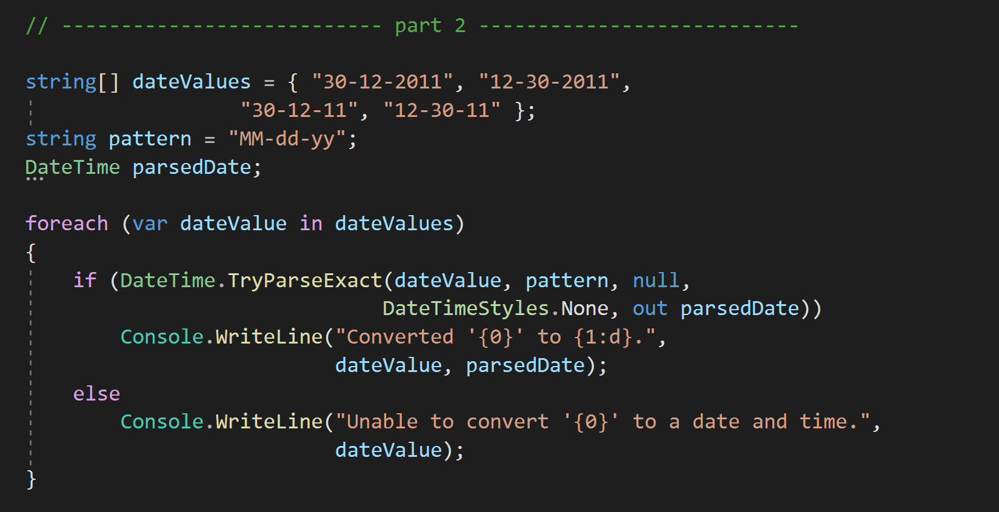 // --------------------------- part 2 ---------------------------
string[] dateValues = { "30-12-2011", "12-30-2011",
"30-12-11", "12-30-11" };
string pattern = "MM-dd-yy";
DateTime parsedDate;
foreach (var dateValue in dateValues)
{
if (DateTime.TryParseExact(dateValue, pattern, null,
DateTimeStyles.None, out parsedDate))
Console.WriteLine("Converted '{0}' to {1:d}.",
dateValue, parsedDate);
else
Console.WriteLine("Unable to convert '{0}' to a date and time.",
dateValue);
}